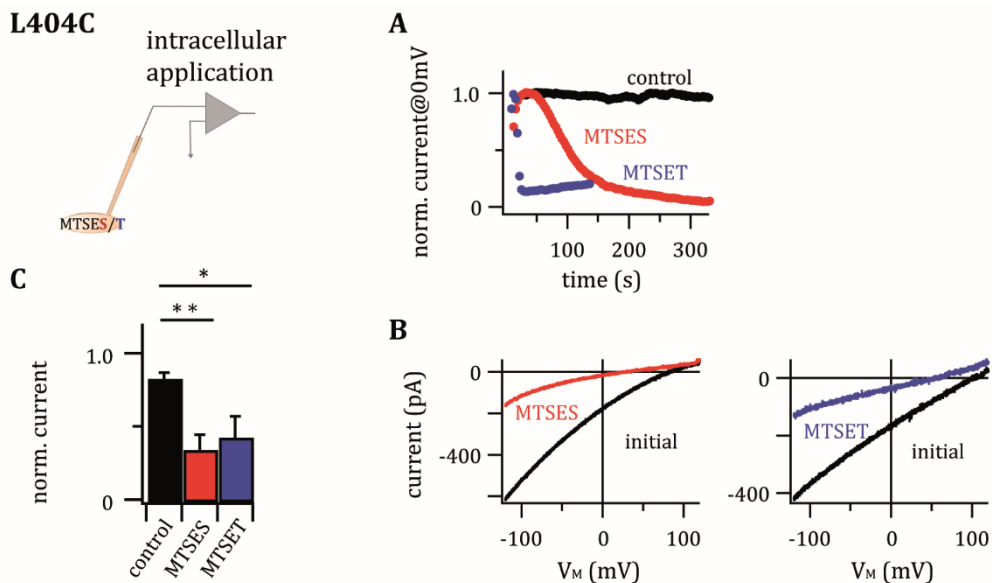 L404C
intracellular
application
MTSES/T
A
norm. current@0mV
1.0
0
control
MTSES
MTSET
100 200 300
time (s)
C
norm. current
1.0
0
* *
*
control
MTSES
MTSET
B
current (pA)
0
-400
MTSES
initial
-100 0 100
VM (mV)
0
-400
MTSET
initial
-100 0 100
VM (mV)